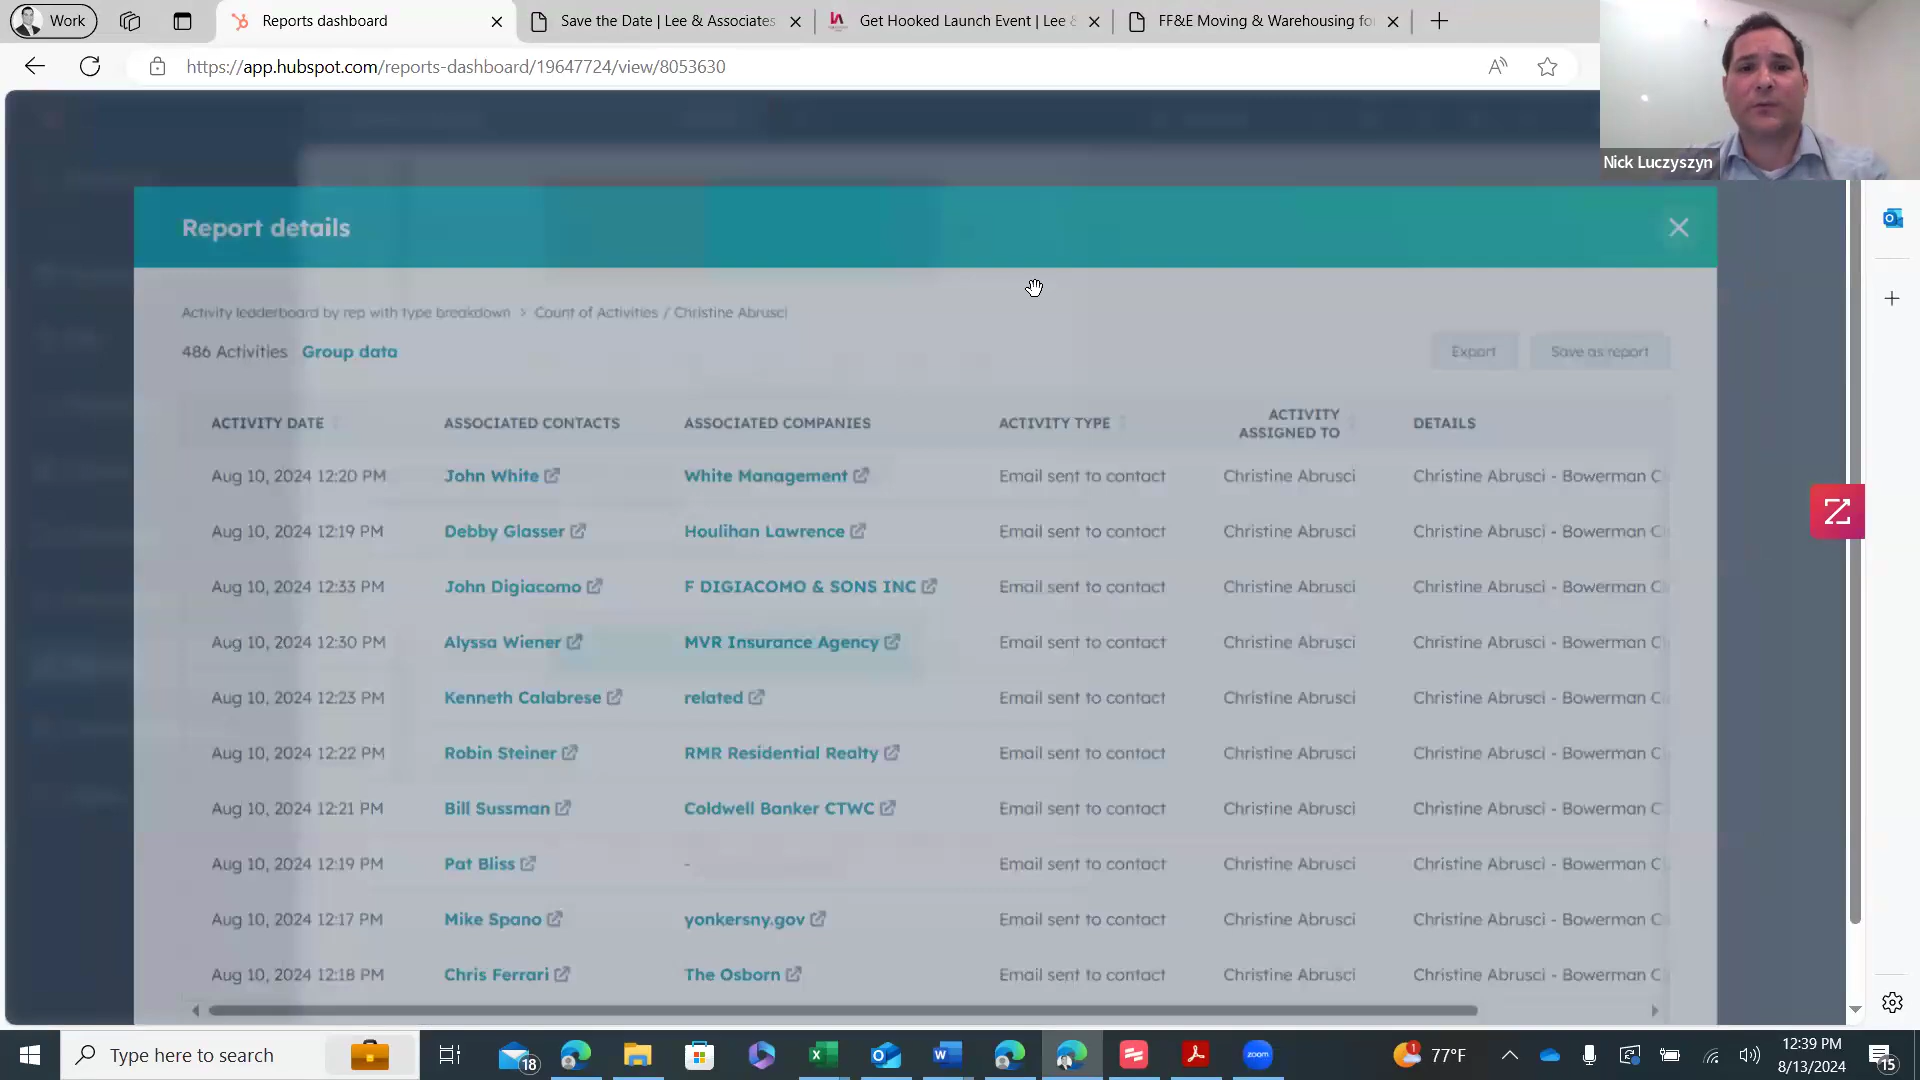 Work
Reports dashboard
Save the Date | Lee & Associates
Get Hooked Launch Event | Lee &
FF&E Moving & Warehousing fo
https://app.hubspot.com/reports-dashboard/19647724/view/8053630
Nick Luczyszyn
Report details
Activity leaderboard by rep with type breakdown > Count of Activities / Christine Abrusci
486 Activities Group data Export Save as report
ACTIVITY DATE ASSOCIATED CONTACTS ASSOCIATED COMPANIES ACTIVITY TYPE ACTIVITY ASSIGNED TO DETAILS
Aug 10, 2024 12:20 PM John White White Management Email sent to contact Christine Abrusci Christine Abrusci - Bowerman C
Aug 10, 2024 12:19 PM Debby Glasser Houlihan Lawrence Email sent to contact Christine Abrusci Christine Abrusci - Bowerman C
Aug 10, 2024 12:33 PM John Digiacomo F DIGIACOMO & SONS INC Email sent to contact Christine Abrusci Christine Abrusci - Bowerman C
Aug 10, 2024 12:30 PM Alyssa Wiener MVR Insurance Agency Email sent to contact Christine Abrusci Christine Abrusci - Bowerman C
Aug 10, 2024 12:23 PM Kenneth Calabrese related Email sent to contact Christine Abrusci Christine Abrusci - Bowerman C
Aug 10, 2024 12:22 PM Robin Steiner RMR Residential Realty Email sent to contact Christine Abrusci Christine Abrusci - Bowerman C
Aug 10, 2024 12:21 PM Bill Sussman Coldwell Banker CTWC Email sent to contact Christine Abrusci Christine Abrusci - Bowerman C
Aug 10, 2024 12:19 PM Pat Bliss - Email sent to contact Christine Abrusci Christine Abrusci - Bowerman C
Aug 10, 2024 12:17 PM Mike Spano yonkersny.gov Email sent to contact Christine Abrusci Christine Abrusci - Bowerman C
Aug 10, 2024 12:18 PM Chris Ferrari The Osborn Email sent to contact Christine Abrusci Christine Abrusci - Bowerman C
Type here to search
18
zoom
1
77°F
12:39 PM
8/13/2024
15